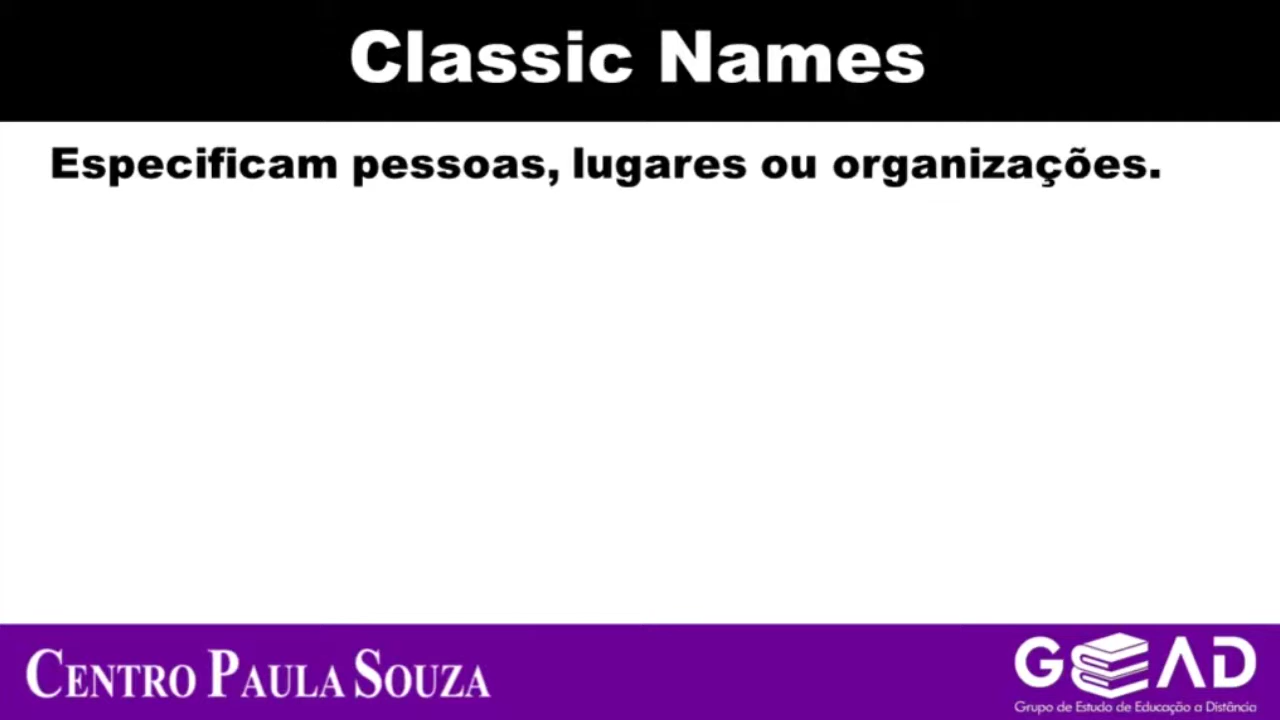 Classic Names
Especificam pessoas, lugares ou organizações.
CENTRO PAULA SOUZA
GEAD
Grupo de Estudo de Educação a Distância